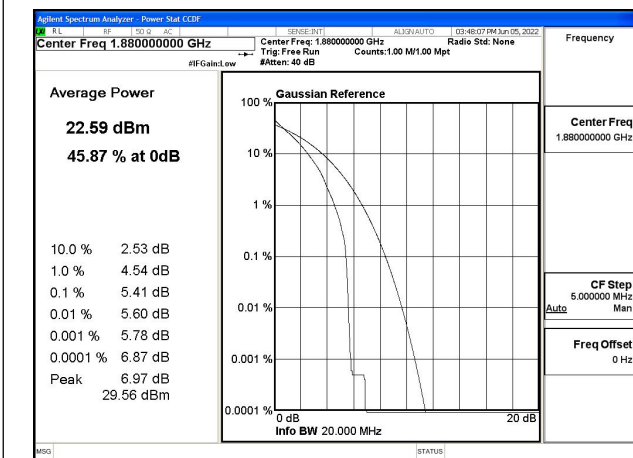 Agilent Spectrum Analyzer - Power Stat CCDF
RL RF 50 Ω AC SENSE:INT ALIGN AUTO 03:48:07 PM Jun 05, 2022
Center Freq 1.880000000 GHz
Center Freq: 1.880000000 GHz Radio Std: None
Trig: Free Run Counts:1.00 M/1.00 Mpt
#IFGain:Low #Atten: 40 dB
Frequency
Average Power
22.59 dBm
45.87 % at 0dB
10.0 % 2.53 dB
1.0 % 4.54 dB
0.1 % 5.41 dB
0.01 % 5.60 dB
0.001 % 5.78 dB
0.0001 % 6.87 dB
Peak 6.97 dB
29.56 dBm
Gaussian Reference
100 %
10 %
1 %
0.1 %
0.01 %
0.001 %
0.0001 %
0 dB 20 dB
Info BW 20.000 MHz
Center Freq
1.880000000 GHz
CF Step
5.000000 MHz
Auto Man
Freq Offset
0 Hz
MSG STATUS